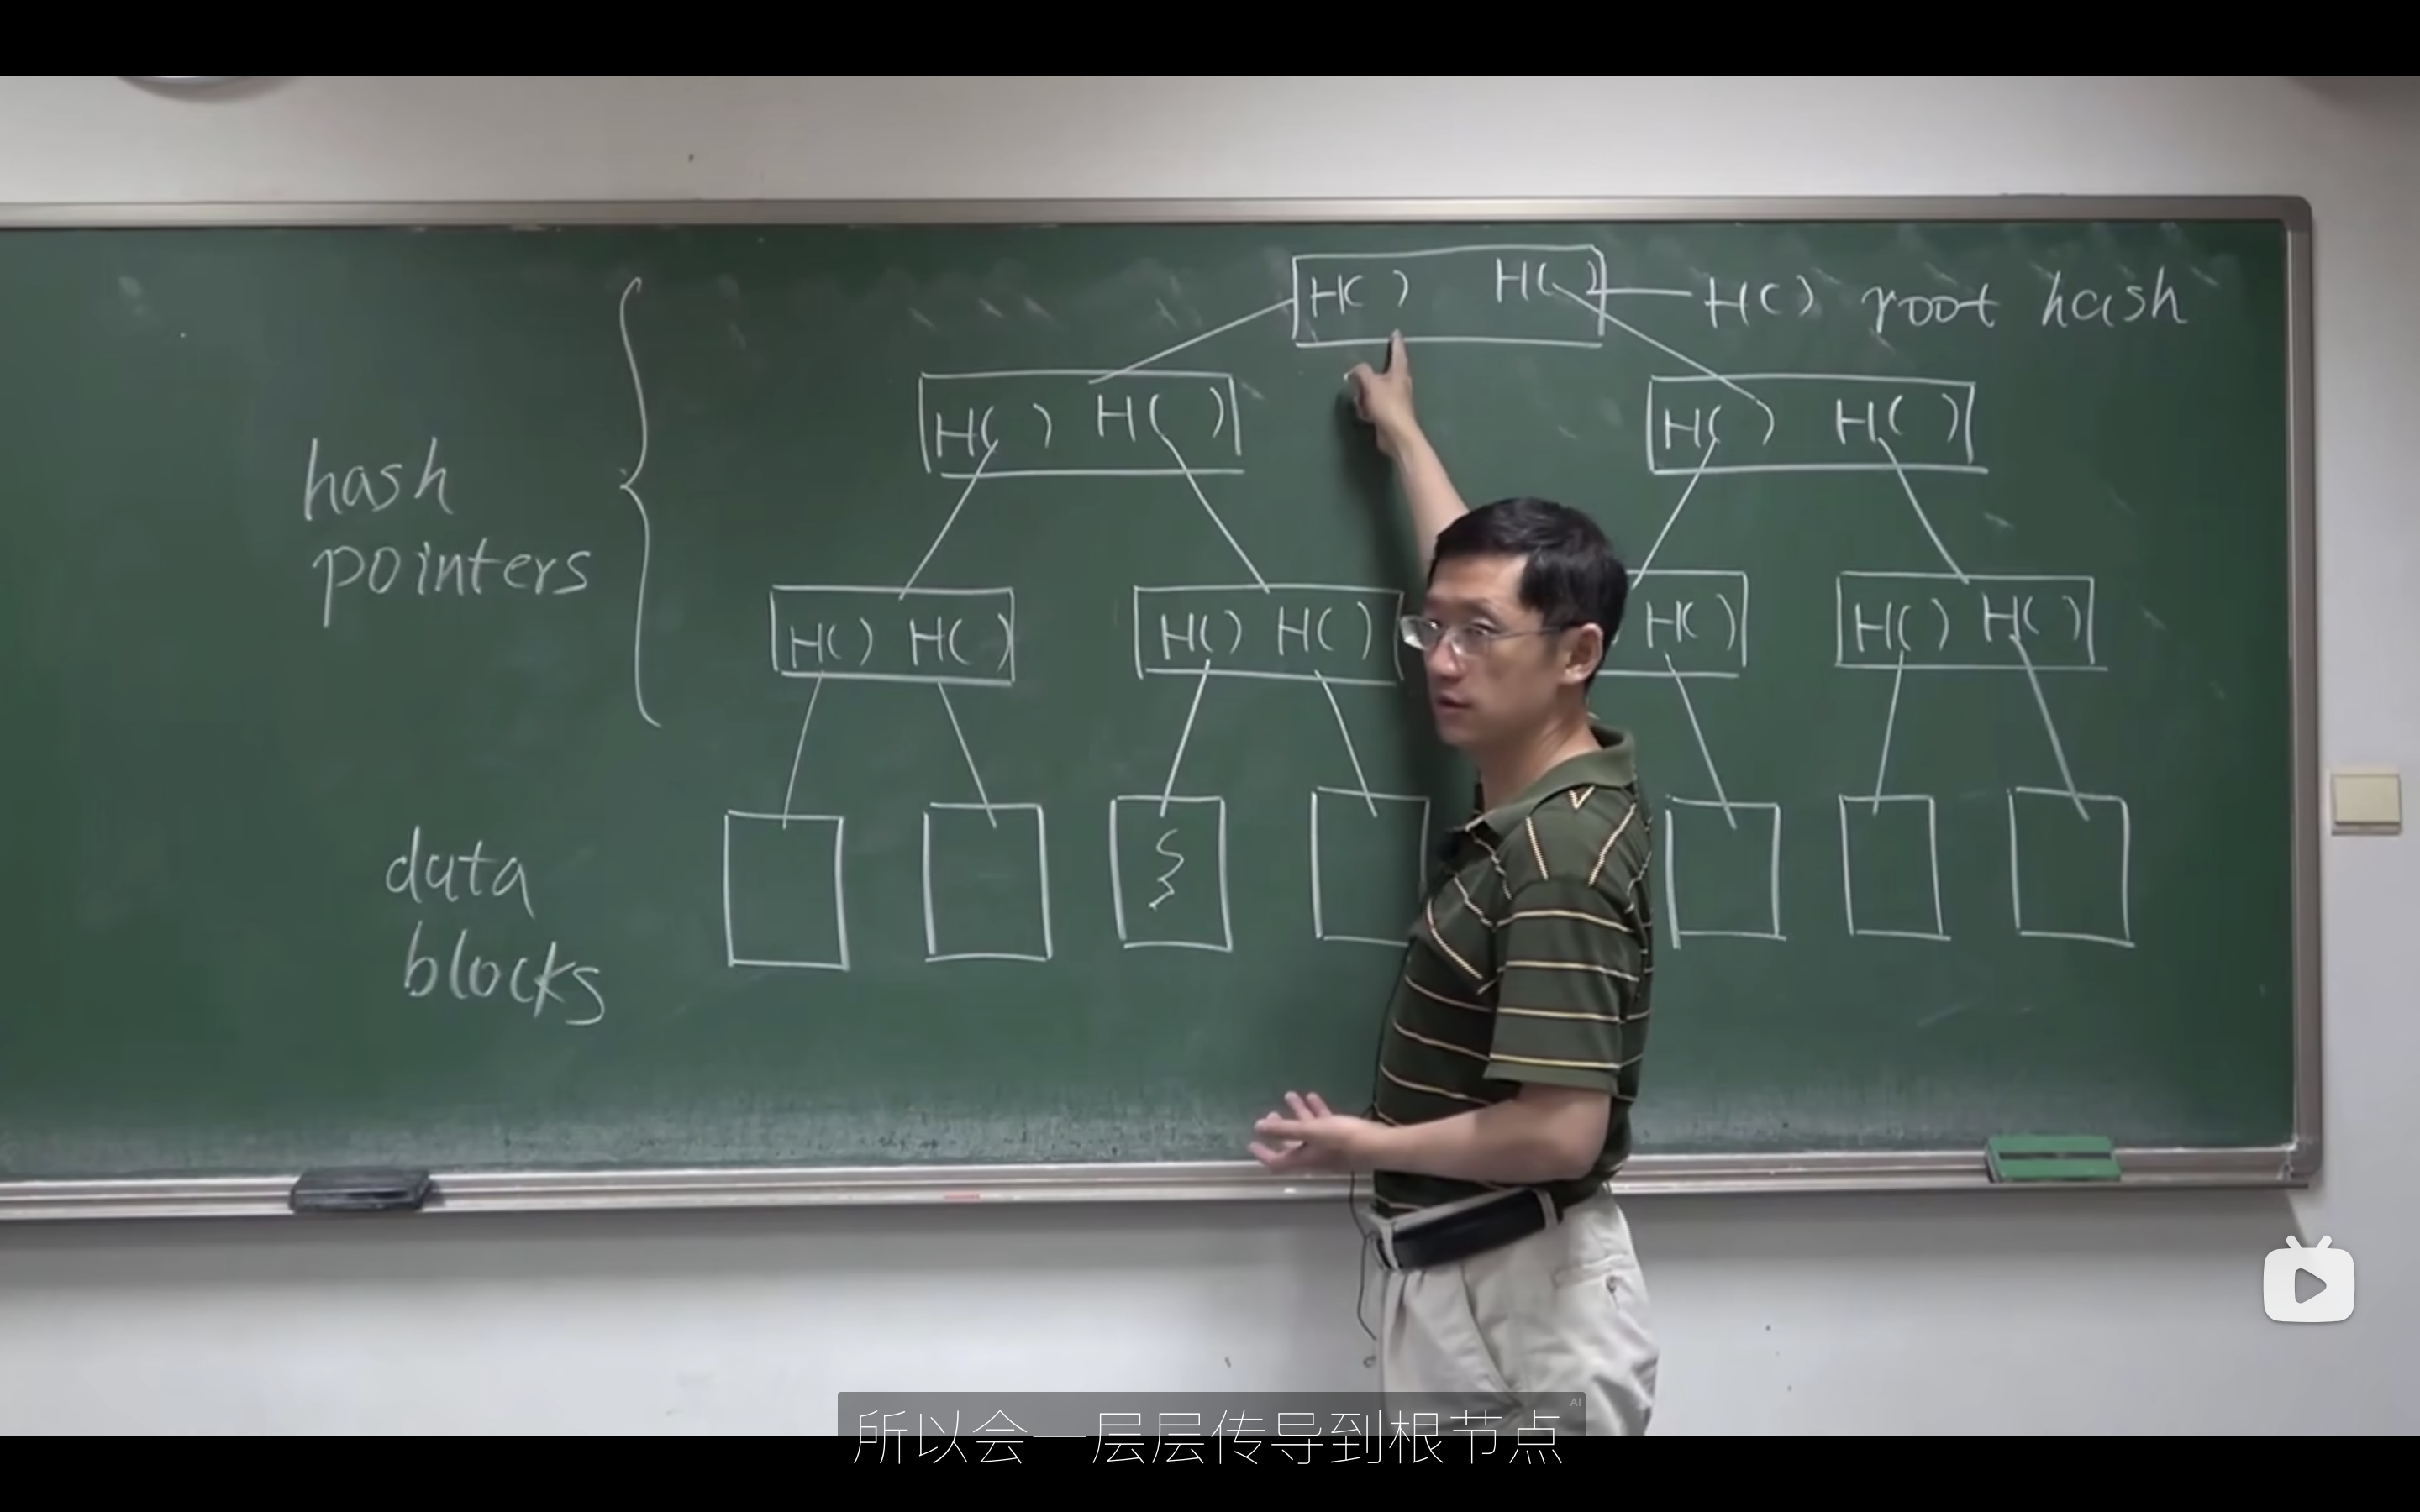 H( ) H( ) H( ) root hash
H( ) H( ) H( ) H( )
hash
pointers
H( ) H( ) H( ) H( ) H( ) H( ) H( )
data
blocks
AI
所以会一层层传导到根节点